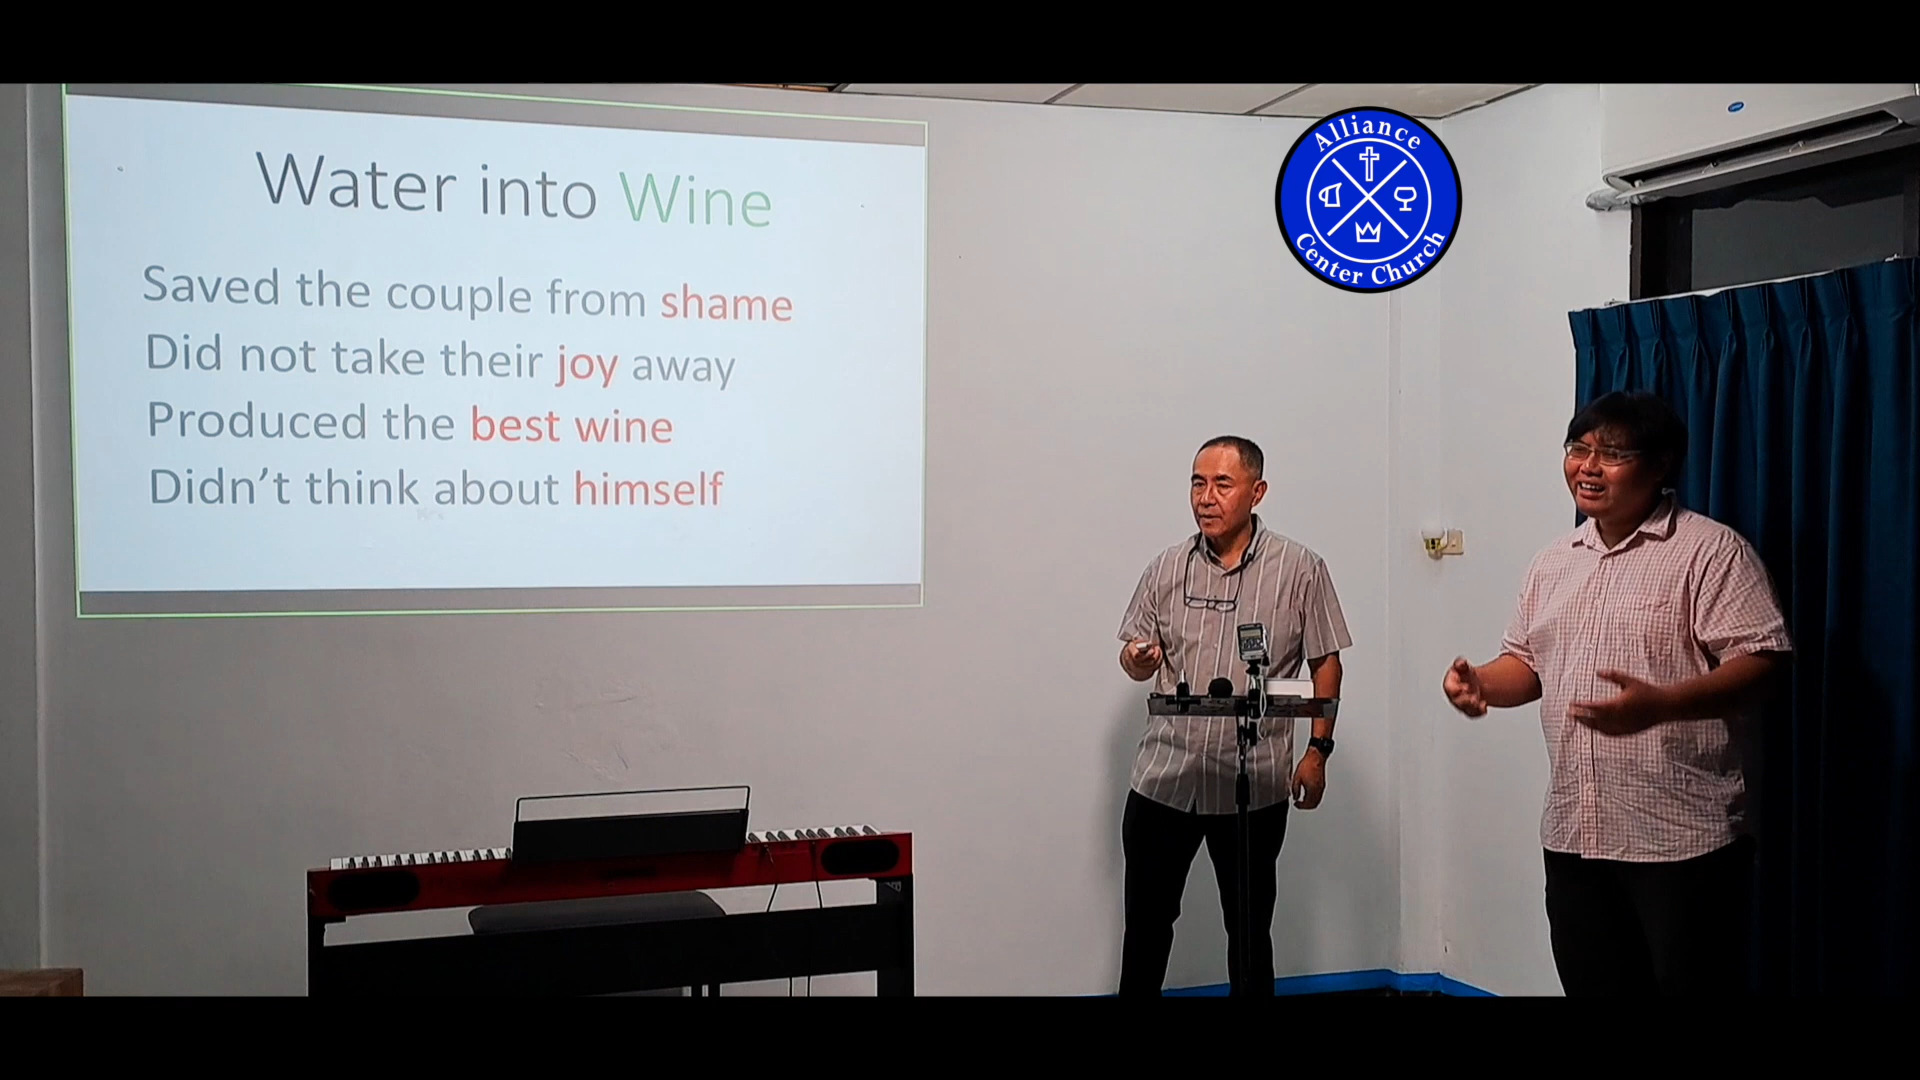 Water into Wine
Saved the couple from shame
Did not take their joy away
Produced the best wine
Didn't think about himself
Alliance
Center Church